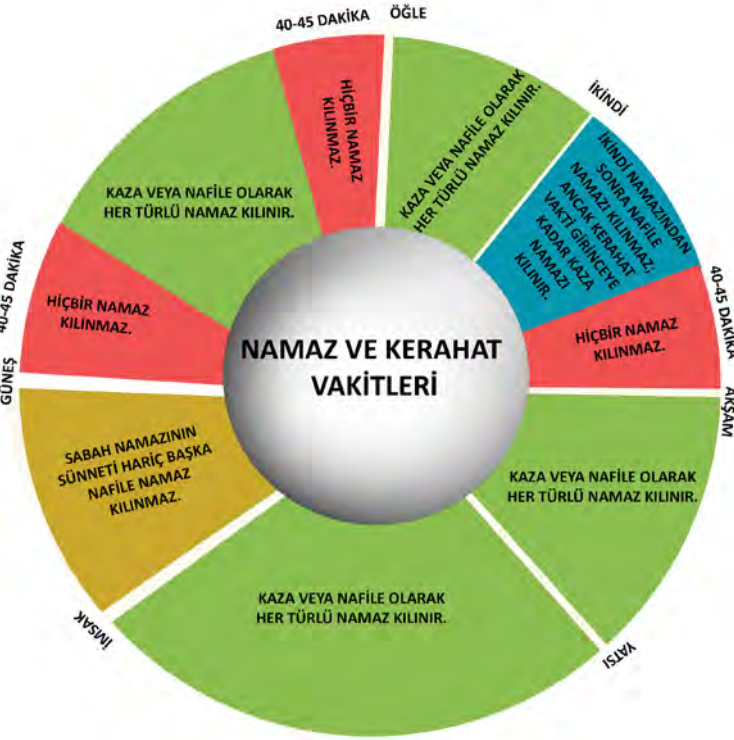 40-45 DAKİKA
ÖĞLE
HİÇBİR NAMAZ
KILINMAZ.
KAZA VEYA NAFİLE OLARAK
HER TÜRLÜ NAMAZ KILINIR.
İKİNDİ
İKİNDİ NAMAZINDAN
SONRA NAFİLE
NAMAZI KILINMAZ;
ANCAK KERAHAT
VAKTİ GİRİNCEYE
KADAR KAZA
NAMAZI
KILINIR.
KAZA VEYA NAFİLE OLARAK
HER TÜRLÜ NAMAZ KILINIR.
40-45 DAKİKA
HİÇBİR NAMAZ
KILINMAZ.
GÜNEŞ
NAMAZ VE KERAHAT
VAKİTLERİ
40-45 DAKİKA
HİÇBİR NAMAZ
KILINMAZ.
AKŞAM
SABAH NAMAZININ
SÜNNETİ HARİÇ BAŞKA
NAFİLE NAMAZ
KILINMAZ.
KAZA VEYA NAFİLE OLARAK
HER TÜRLÜ NAMAZ KILINIR.
İMSAK
KAZA VEYA NAFİLE OLARAK
HER TÜRLÜ NAMAZ KILINIR.
YATSI